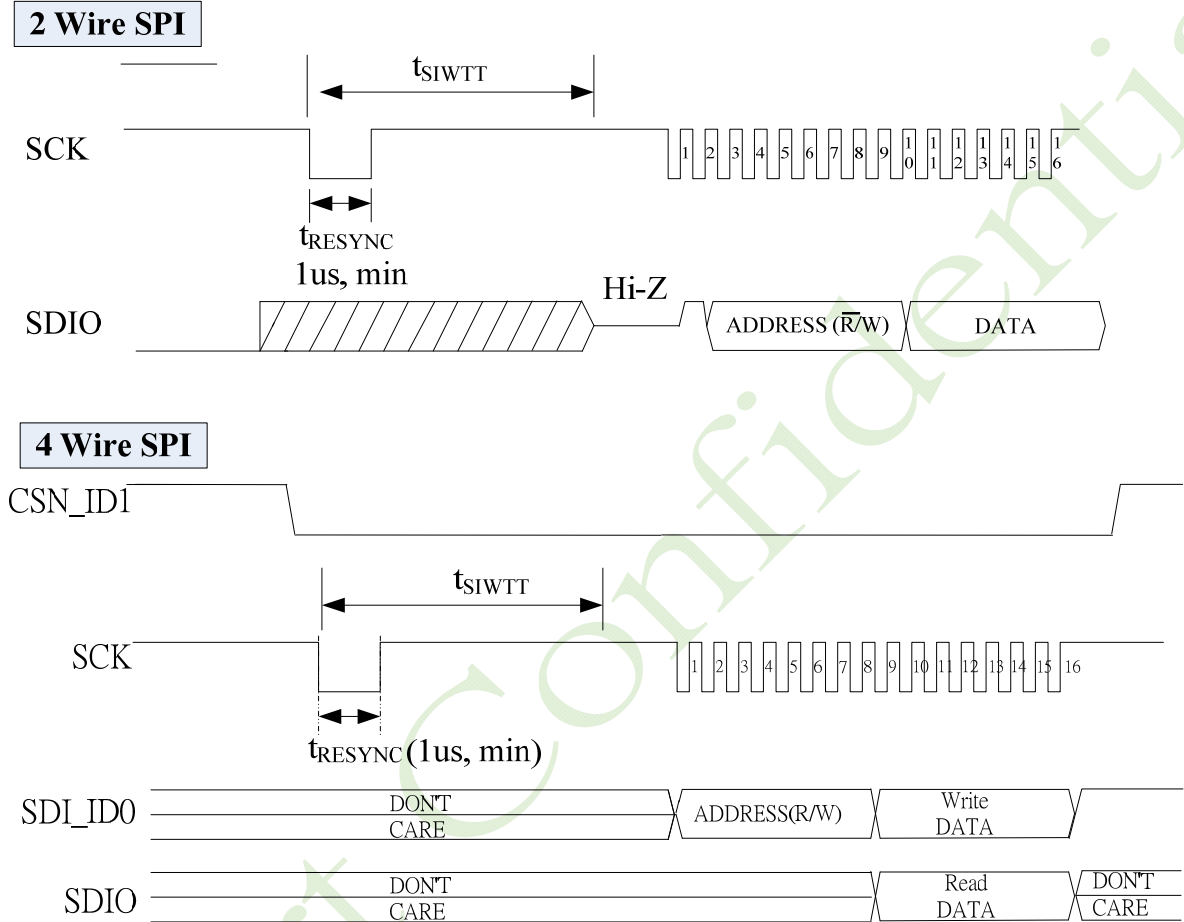 2 Wire SPI
tSIWTT
SCK
1 2 3 4 5 6 7 8 9 10 11 12 13 14 15 16
tRESYNC
1us, min
Hi-Z
SDIO
ADDRESS (R̅/W)
DATA
4 Wire SPI
CSN_ID1
tSIWTT
SCK
1 2 3 4 5 6 7 8 9 10 11 12 13 14 15 16
tRESYNC (1us, min)
SDI_ID0
DON'T
CARE
ADDRESS(R/W)
Write
DATA
SDIO
DON'T
CARE
Read
DATA
DON'T
CARE